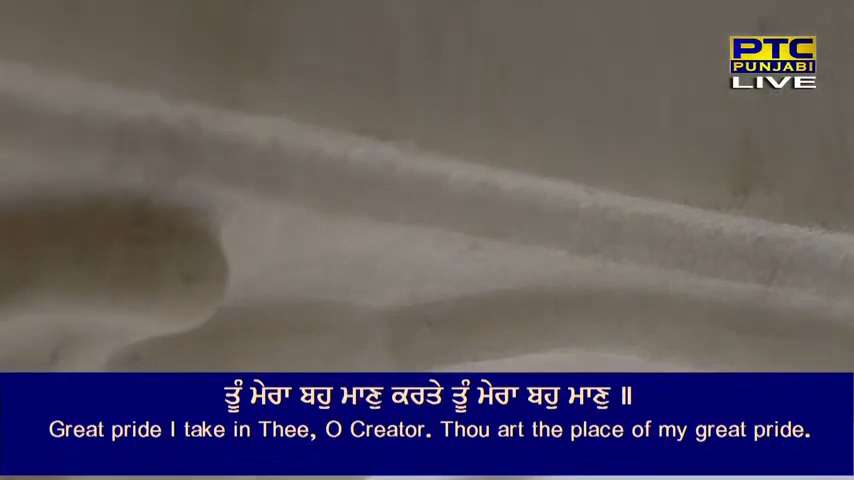 PTC
PUNJABI
LIVE
ਤੂੰ ਮੇਰਾ ਬਹੁ ਮਾਣੁ ਕਰਤੇ ਤੂੰ ਮੇਰਾ ਬਹੁ ਮਾਣੁ ॥
Great pride I take in Thee, O Creator. Thou art the place of my great pride.